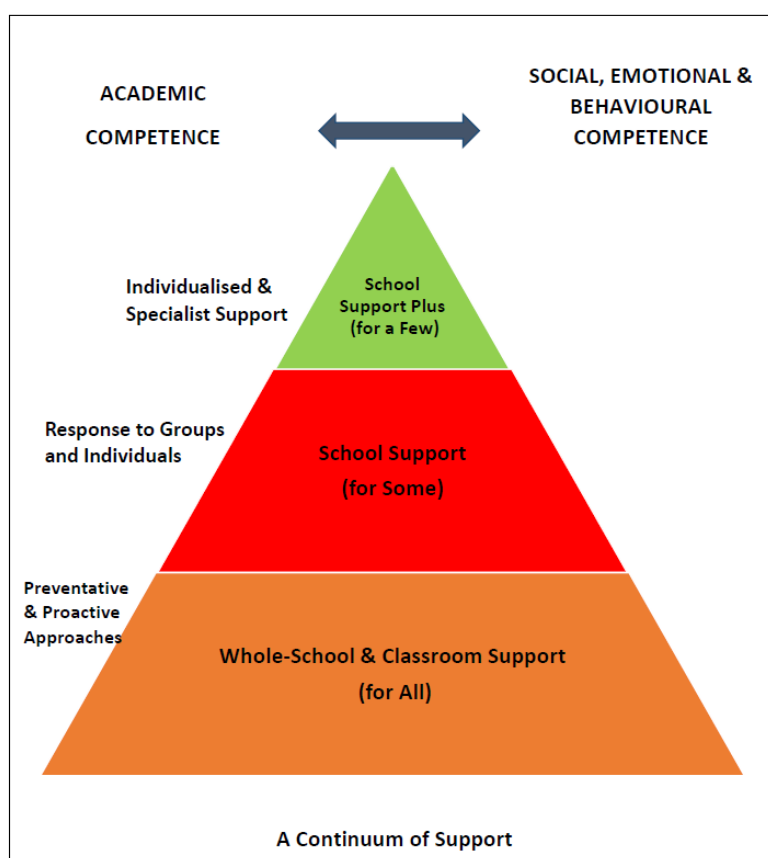 ACADEMIC
COMPETENCE
SOCIAL, EMOTIONAL &
BEHAVIOURAL
COMPETENCE
Individualised &
Specialist Support
School
Support Plus
(for a Few)
Response to Groups
and Individuals
School Support
(for Some)
Preventative
& Proactive
Approaches
Whole-School & Classroom Support
(for All)
A Continuum of Support